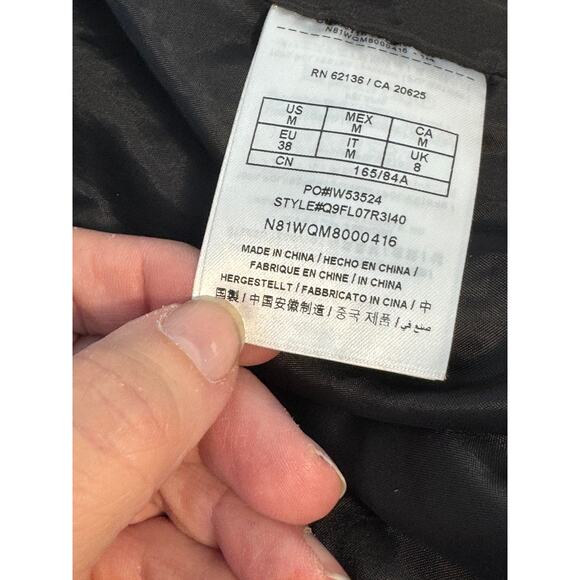 N81WQM8000416
RN 62136 / CA 20625
US M MEX M CA M
EU 38 IT M UK 8
CN 165/84A
PO#IW53524
STYLE#Q9FL07R3I40
N81WQM8000416
MADE IN CHINA / HECHO EN CHINA /
FABRIQUE EN CHINE / IN CHINA
HERGESTELLT / FABBRICATO IN CINA / 中
国製 / 中国安徽制造 / 중국 제품 / صنع في